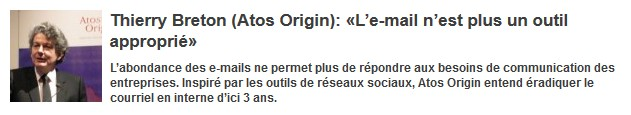 Atos
Origin
Thierry Breton (Atos Origin): «L’e-mail n’est plus un outil
approprié»
L’abondance des e-mails ne permet plus de répondre aux besoins de communication des
entreprises. Inspiré par les outils de réseaux sociaux, Atos Origin entend éradiquer le
courriel en interne d’ici 3 ans.